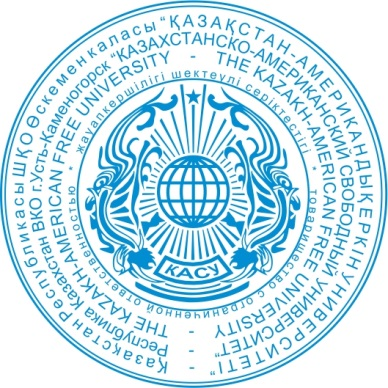 Қазақстан Республикасы ШҚО Өскемен қаласы "ҚАЗАҚСТАН-АМЕРИКАНДЫҚ ЕРКІН УНИВЕРСИТЕТІ"
Республика Казахстан ВКО г.Усть-Каменогорск "КАЗАХСТАНСКО-АМЕРИКАНСКИЙ СВОБОДНЫЙ УНИВЕРСИТЕТ"
THE KAZAKH-AMERICAN FREE UNIVERSITY - THE KAZAKH-AMERICAN FREE UNIVERSITY -
жауапкершілігі шектеулі серіктестігі * товарищество с ограниченной ответственностью *
КАСУ